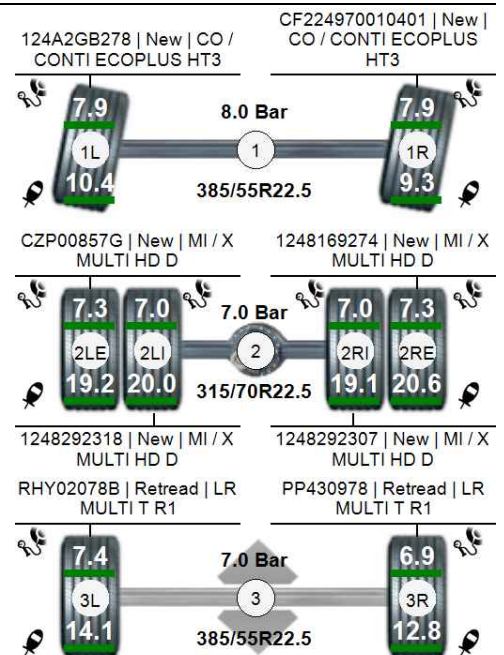 124A2GB278 | New | CO /
CONTI ECOPLUS HT3
CF224970010401 | New |
CO / CONTI ECOPLUS
HT3
7.9
8.0 Bar
7.9
1L
1
1R
10.4
385/55R22.5
9.3
CZP00857G | New | MI / X
MULTI HD D
1248169274 | New | MI / X
MULTI HD D
7.3
7.0
7.0 Bar
7.0
7.3
2LE
2LI
2
2RI
2RE
19.2
20.0
315/70R22.5
19.1
20.6
1248292318 | New | MI / X
MULTI HD D
1248292307 | New | MI / X
MULTI HD D
RHY02078B | Retread | LR
MULTI T R1
PP430978 | Retread | LR
MULTI T R1
7.4
7.0 Bar
6.9
3L
3
3R
14.1
385/55R22.5
12.8